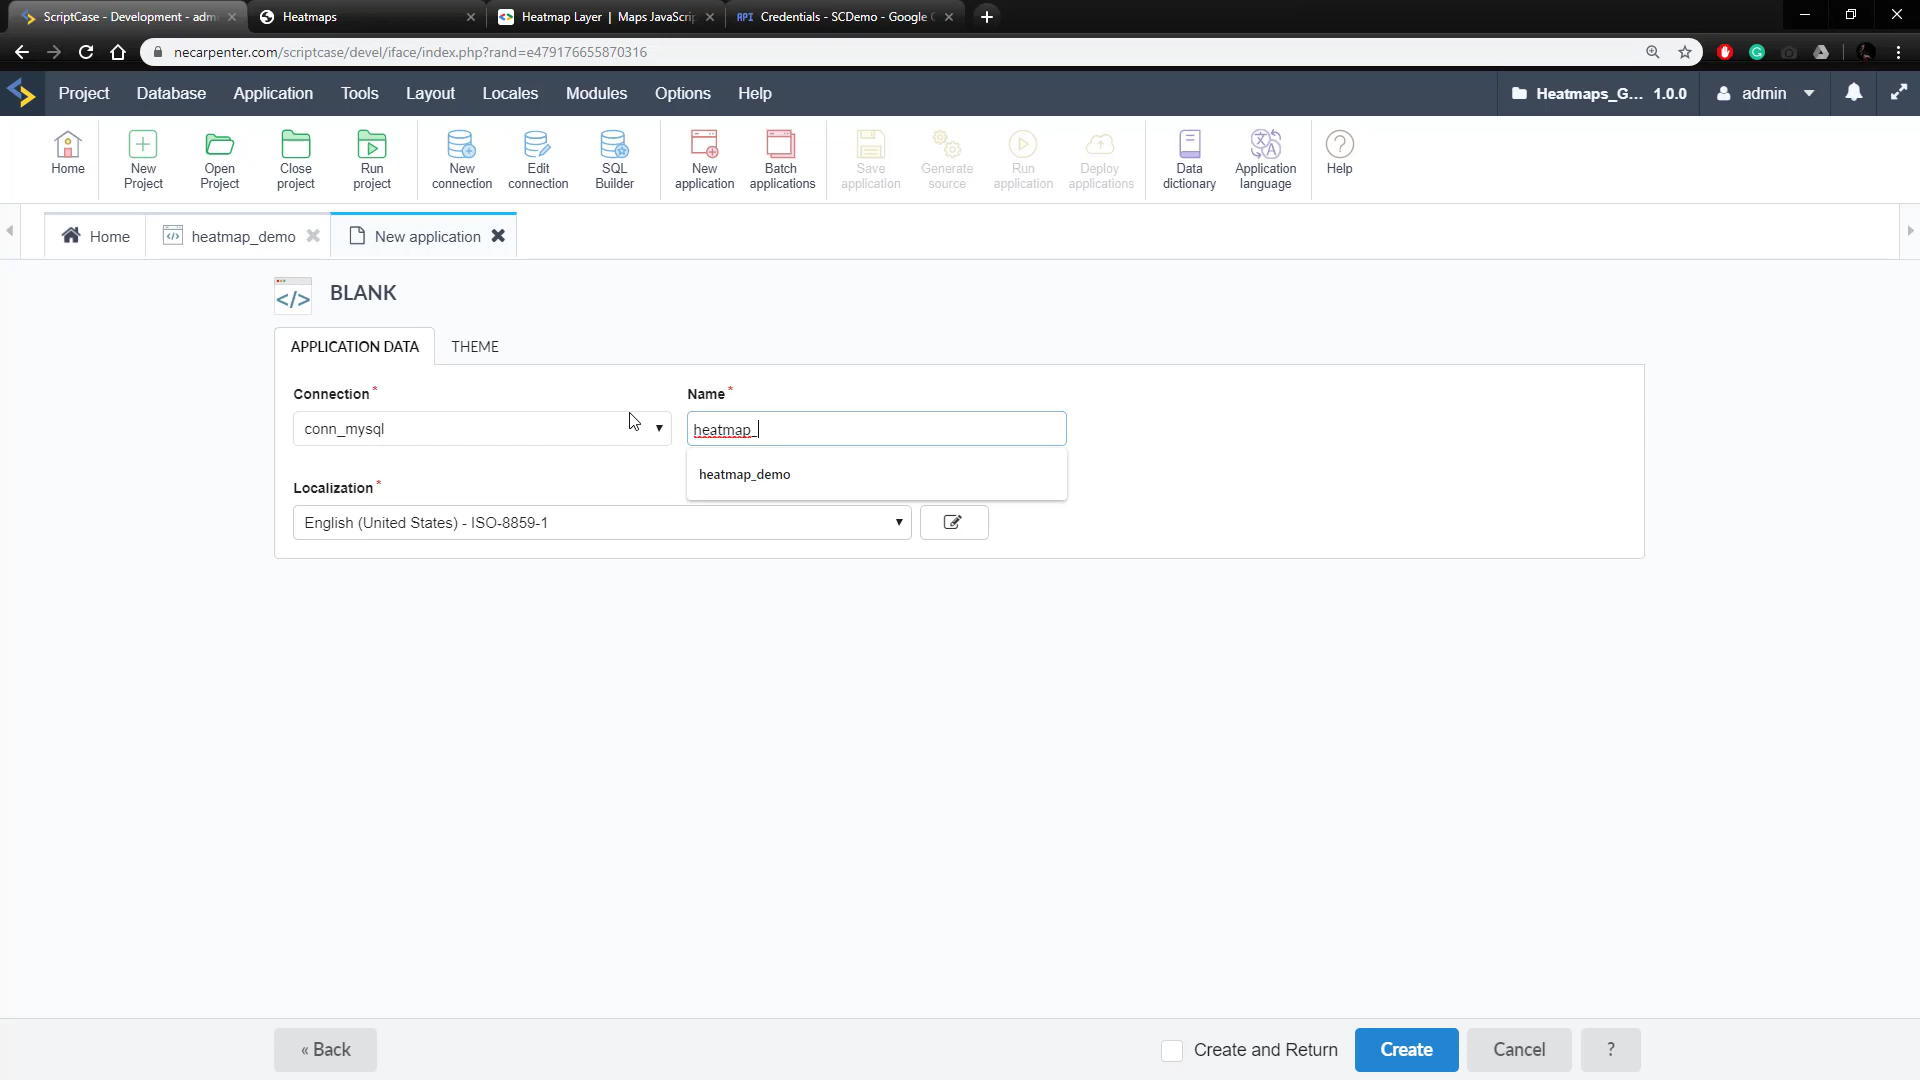 ScriptCase - Development - adm
Heatmaps
Heatmap Layer | Maps JavaScrip
API Credentials - SCDemo - Google
necarpenter.com/scriptcase/devel/iface/index.php?rand=e479176655870316
Project Database Application Tools Layout Locales Modules Options Help
Heatmaps_G... 1.0.0
admin
Home
New Project
Open Project
Close project
Run project
New connection
Edit connection
SQL Builder
New application
Batch applications
Save application
Generate source
Run application
Deploy applications
Data dictionary
Application language
Help
Home
heatmap_demo
New application
</> BLANK
APPLICATION DATA THEME
Connection * Name *
conn_mysql heatmap_
heatmap_demo
Localization *
English (United States) - ISO-8859-1
« Back
Create and Return
Create
Cancel
?